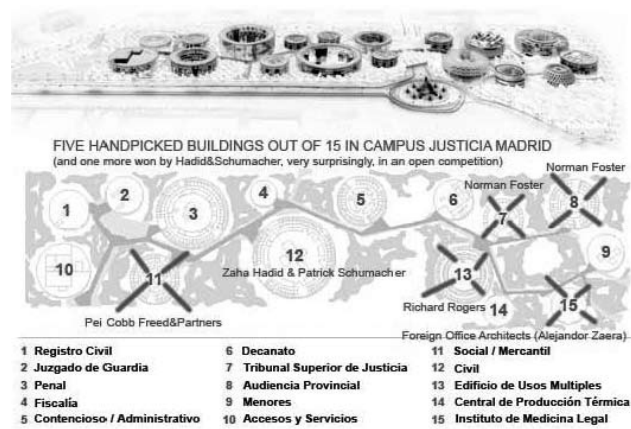 FIVE HANDPICKED BUILDINGS OUT OF 15 IN CAMPUS JUSTICIA MADRID
(and one more won by Hadid&Schumacher, very surprisingly, in an open competition)
Norman Foster
Norman Foster
1
2
3
4
5
6
7
8
9
10
11
12
Zaha Hadid & Patrick Schumacher
13
Richard Rogers
14
15
Pei Cobb Freed&Partners
Foreign Office Architects (Alejandor Zaera)
1 Registro Civil
2 Juzgado de Guardia
3 Penal
4 Fiscalía
5 Contencioso / Administrativo
6 Decanato
7 Tribunal Superior de Justicia
8 Audiencia Provincial
9 Menores
10 Accesos y Servicios
11 Social / Mercantil
12 Civil
13 Edificio de Usos Multiples
14 Central de Producción Térmica
15 Instituto de Medicina Legal